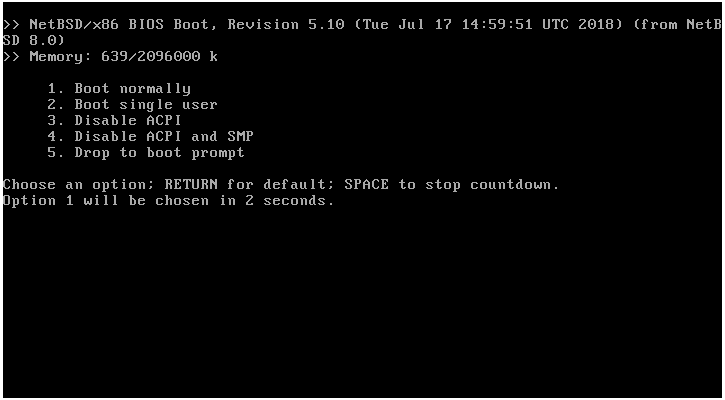 >> NetBSD/x86 BIOS Boot, Revision 5.10 (Tue Jul 17 14:59:51 UTC 2018) (from NetB
SD 8.0)
>> Memory: 639/2096000 k
1. Boot normally
2. Boot single user
3. Disable ACPI
4. Disable ACPI and SMP
5. Drop to boot prompt
Choose an option; RETURN for default; SPACE to stop countdown.
Option 1 will be chosen in 2 seconds.